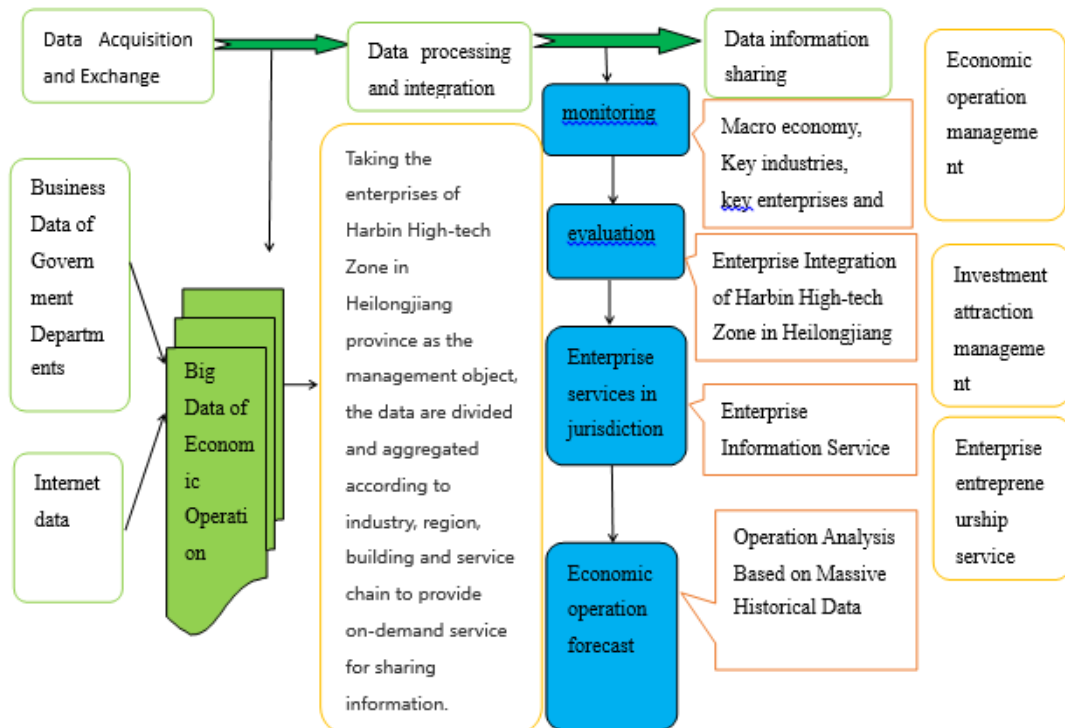 Data Acquisition
and Exchange
Data processing
and integration
Data information
sharing
Economic
operation
manageme
nt
monitoring
Macro economy,
Key industries,
key enterprises and
Business
Data of
Govern
ment
Departm
ents
Taking the
enterprises of
Harbin High-tech
Zone in
Heilongjiang
province as the
management object,
the data are divided
and aggregated
according to
industry, region,
building and service
chain to provide
on-demand service
for sharing
information.
evaluation
Enterprise Integration
of Harbin High-tech
Zone in Heilongjiang
Investment
attraction
manageme
nt
Big
Data of
Econom
ic
Operati
on
Enterprise
services in
jurisdiction
Enterprise
Information Service
Enterprise
entreprene
urship
service
Internet
data
Economic
operation
forecast
Operation Analysis
Based on Massive
Historical Data